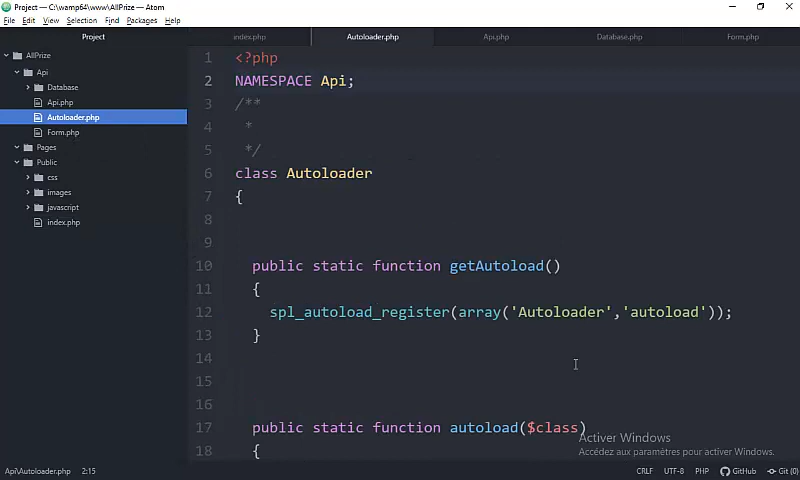 Project — C:\wamp64\www\AllPrize — Atom
File Edit View Selection Find Packages Help
Project
index.php Autoloader.php Api.php Database.php Form.php
AllPrize
Api
Database
Api.php
Autoloader.php
Form.php
Pages
Public
css
images
javascript
index.php
1 <?php
2 NAMESPACE Api;
3 /**
4 *
5 */
6 class Autoloader
7 {
8
9
10 public static function getAutoload()
11 {
12 spl_autoload_register(array('Autoloader','autoload'));
13 }
14
15
16
17 public static function autoload($class)
18 {
Activer Windows
Accédez aux paramètres pour activer Windows.
Api\Autoloader.php 2:15 CRLF UTF-8 PHP GitHub Git (0)